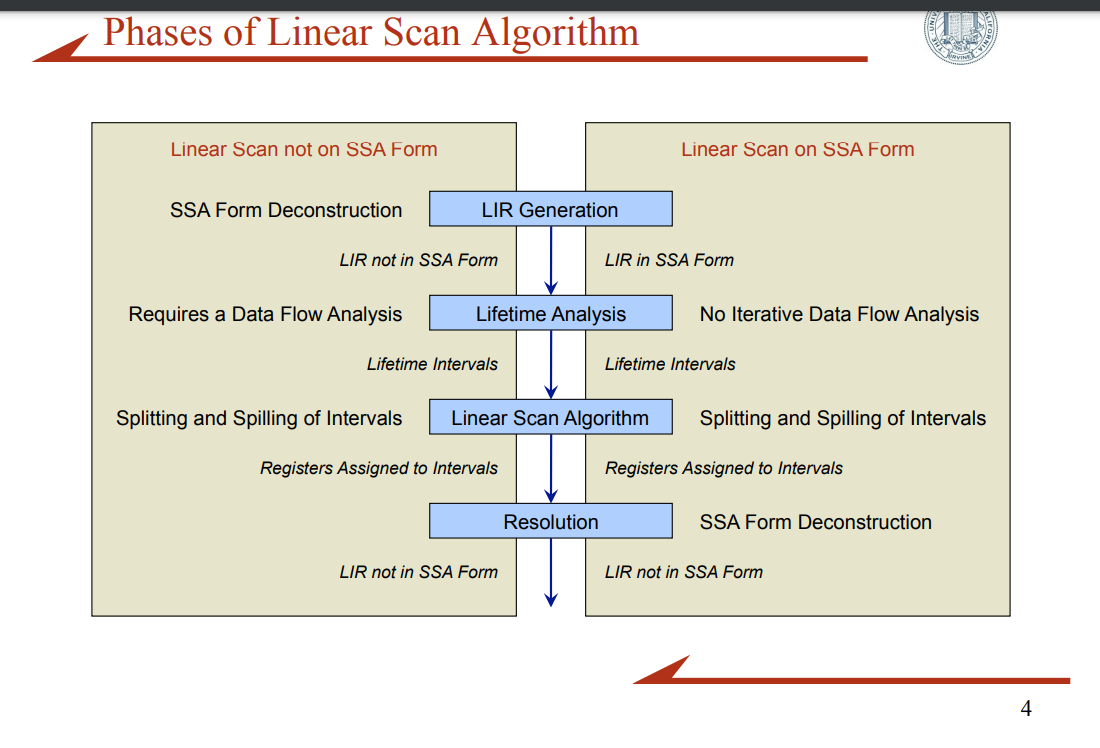 Phases of Linear Scan Algorithm
Linear Scan not on SSA Form
Linear Scan on SSA Form
SSA Form Deconstruction
LIR Generation
LIR not in SSA Form
LIR in SSA Form
Requires a Data Flow Analysis
Lifetime Analysis
No Iterative Data Flow Analysis
Lifetime Intervals
Lifetime Intervals
Splitting and Spilling of Intervals
Linear Scan Algorithm
Splitting and Spilling of Intervals
Registers Assigned to Intervals
Registers Assigned to Intervals
Resolution
SSA Form Deconstruction
LIR not in SSA Form
LIR not in SSA Form
4